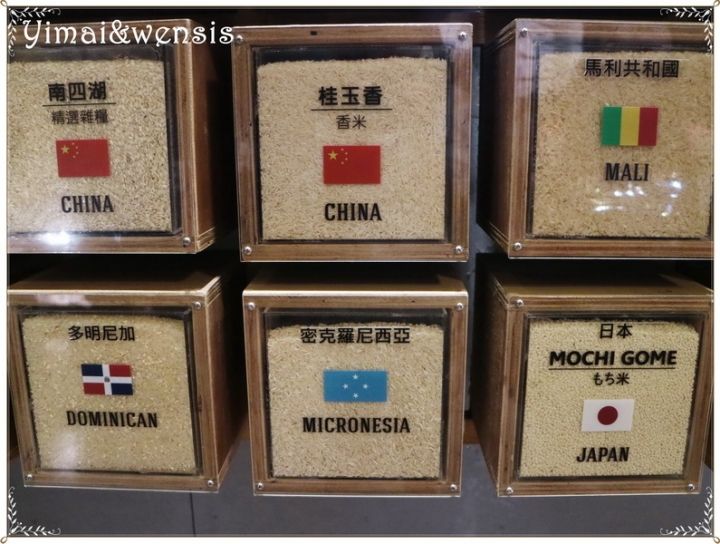 Yimai&wensis
南四湖
精選雜糧
CHINA
桂玉香
香米
CHINA
馬利共和國
MALI
多明尼加
DOMINICAN
密克羅尼西亞
MICRONESIA
日本
MOCHI GOME
もち米
JAPAN